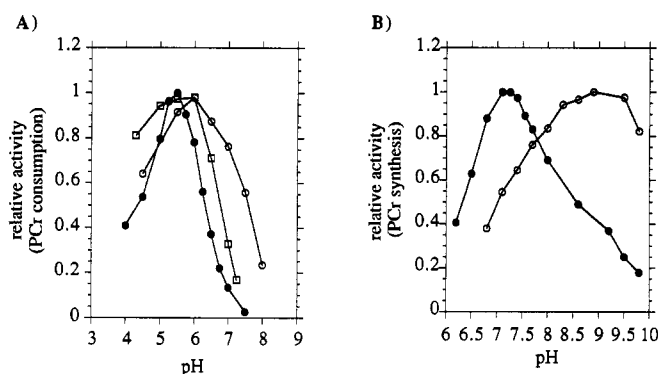 A)
relative activity
(PCr consumption)
1.2
1
0.8
0.6
0.4
0.2
0
3 4 5 6 7 8 9
pH
B)
relative activity
(PCr synthesis)
1.2
1
0.8
0.6
0.4
0.2
0
6 6.5 7 7.5 8 8.5 9 9.5 10
pH